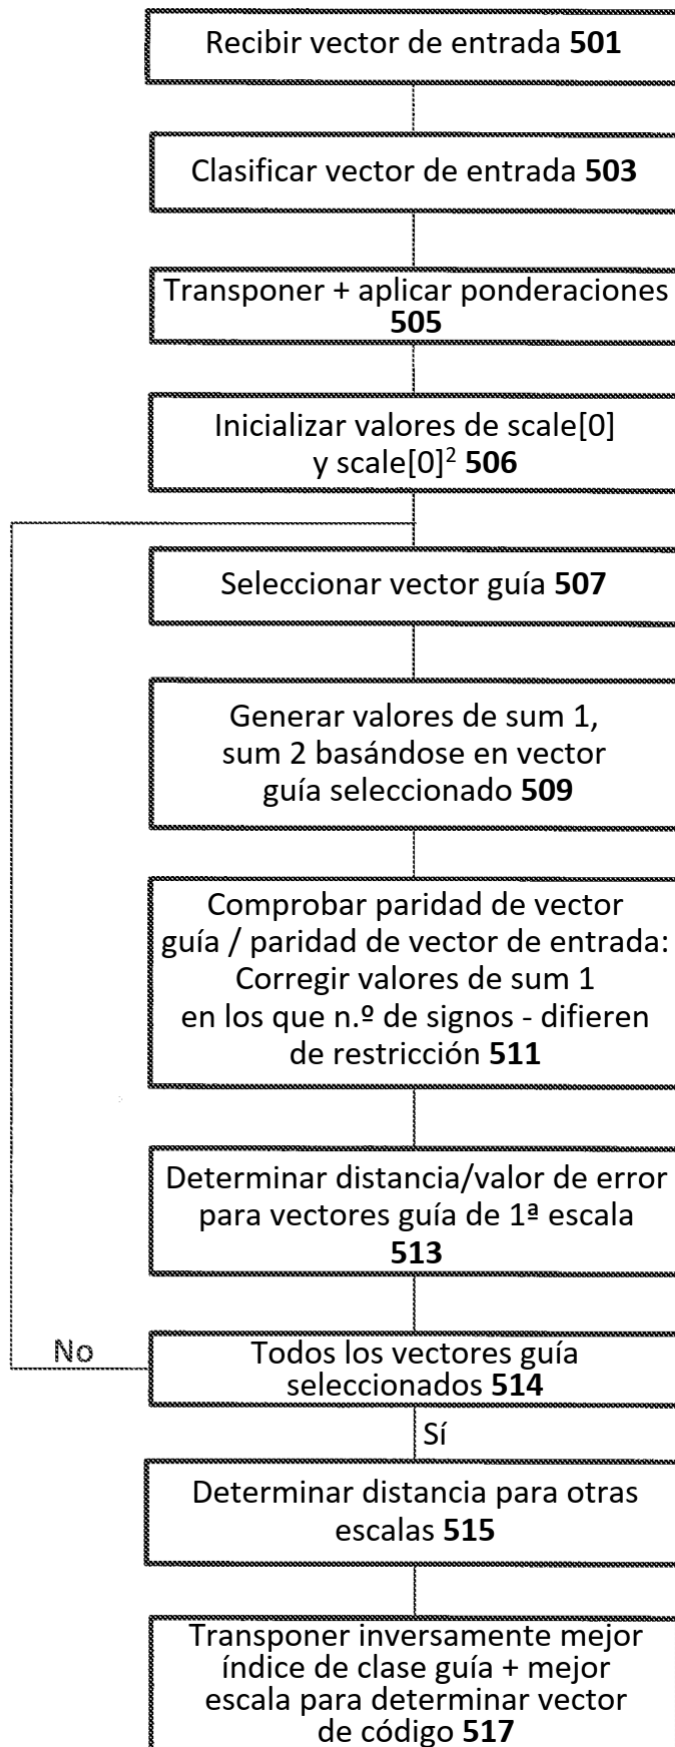 Recibir vector de entrada 501
Clasificar vector de entrada 503
Transponer + aplicar ponderaciones
505
Inicializar valores de scale[0]
y scale[0]² 506
Seleccionar vector guía 507
Generar valores de sum 1,
sum 2 basándose en vector
guía seleccionado 509
Comprobar paridad de vector
guía / paridad de vector de entrada:
Corregir valores de sum 1
en los que n.º de signos - difieren
de restricción 511
Determinar distancia/valor de error
para vectores guía de 1ª escala
513
No
Todos los vectores guía
seleccionados 514
Sí
Determinar distancia para otras
escalas 515
Transponer inversamente mejor
índice de clase guía + mejor
escala para determinar vector
de código 517